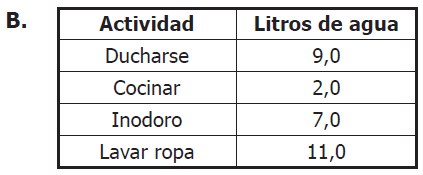 B.
Actividad Litros de agua
Ducharse 9,0
Cocinar 2,0
Inodoro 7,0
Lavar ropa 11,0